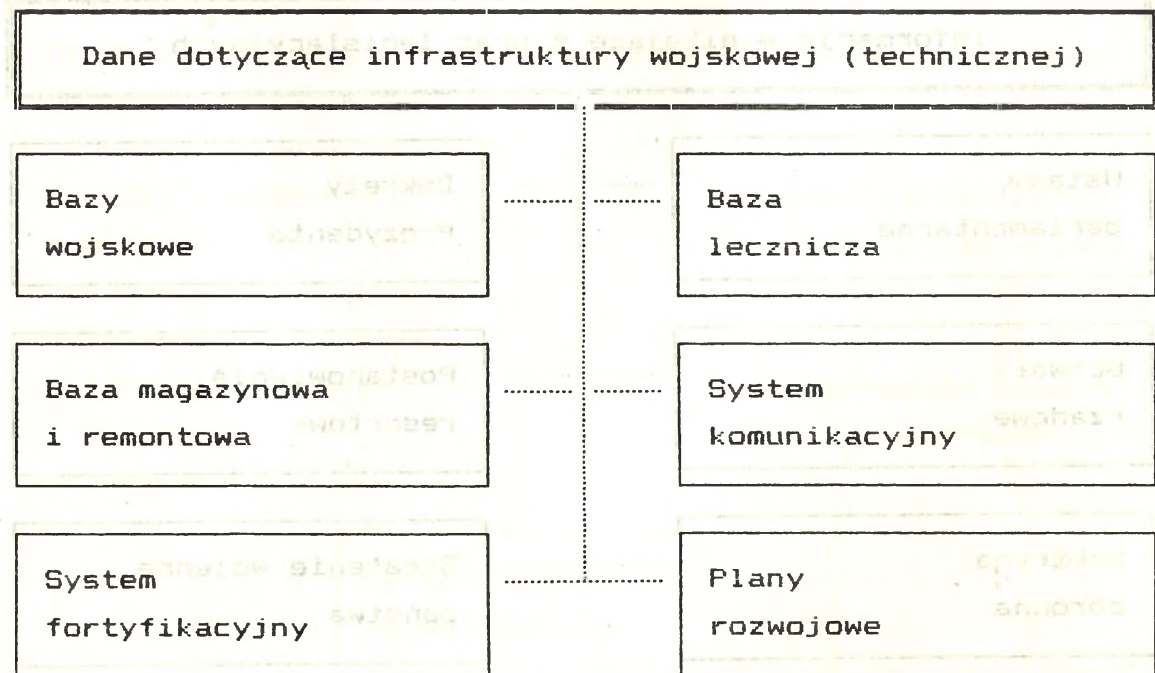 Dane dotyczące infrastruktury wojskowej (technicznej)
Bazy
wojskowe
Baza
lecznicza
Baza magazynowa
i remontowa
System
komunikacyjny
System
fortyfikacyjny
Plany
rozwojowe